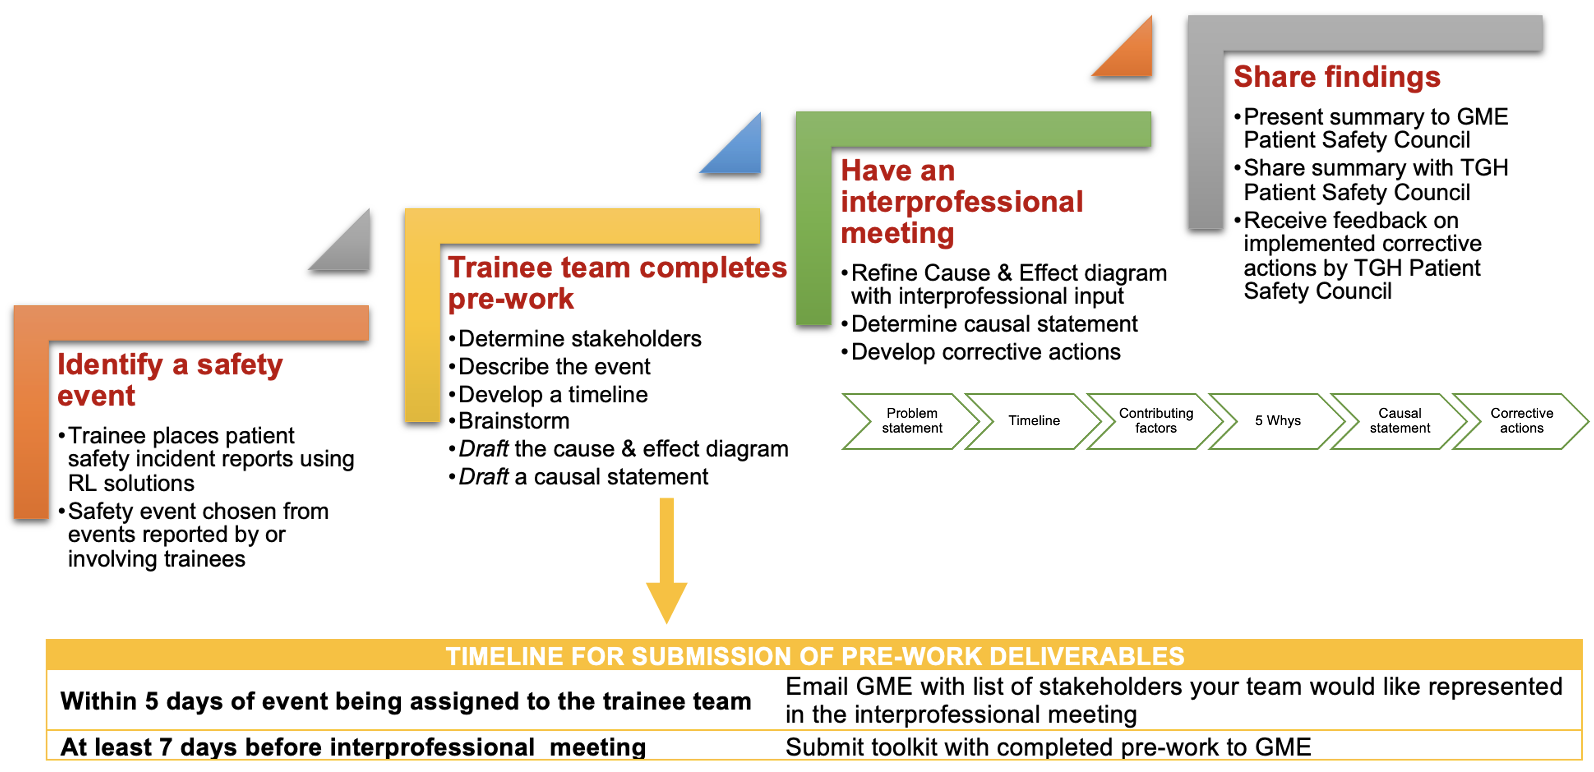 Identify a safety
event
•Trainee places patient
safety incident reports using
RL solutions
•Safety event chosen from
events reported by or
involving trainees
Trainee team completes
pre-work
•Determine stakeholders
•Describe the event
•Develop a timeline
•Brainstorm
•Draft the cause & effect diagram
•Draft a causal statement
Have an
interprofessional
meeting
•Refine Cause & Effect diagram
with interprofessional input
•Determine causal statement
•Develop corrective actions
Share findings
•Present summary to GME
Patient Safety Council
•Share summary with TGH
Patient Safety Council
•Receive feedback on
implemented corrective
actions by TGH Patient
Safety Council
Problem
statement
Timeline
Contributing
factors
5 Whys
Causal
statement
Corrective
actions
TIMELINE FOR SUBMISSION OF PRE-WORK DELIVERABLES
Within 5 days of event being assigned to the trainee team
Email GME with list of stakeholders your team would like represented
in the interprofessional meeting
At least 7 days before interprofessional  meeting
Submit toolkit with completed pre-work to GME